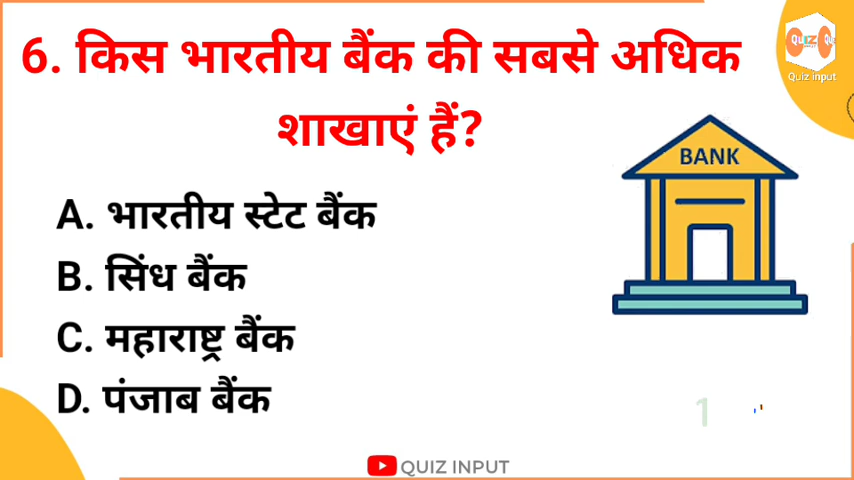 6. किस भारतीय बैंक की सबसे अधिक
शाखाएं हैं?
A. भारतीय स्टेट बैंक
B. सिंध बैंक
C. महाराष्ट्र बैंक
D. पंजाब बैंक
BANK
Quiz input
1
QUIZ INPUT